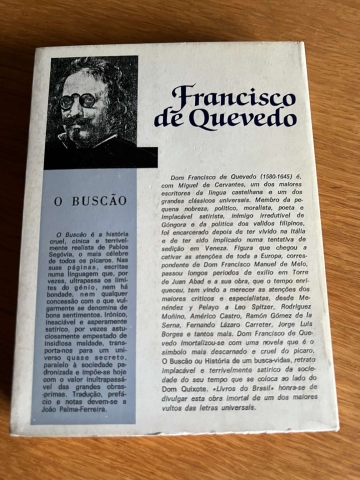 Francisco
de Quevedo
O BUSCÃO
O Buscão é a história
cruel, cínica e terrivel-
mente realista de Pablos
Segóvia, o mais célebre
de todos os pícaros. Nas
suas páginas, escritas
numa linguagem que, por
vezes, ultrapassa os limi-
tes do génio, nem há
bondade, nem qualquer
concessão com o que vul-
garmente se denomina de
bons sentimentos. Irónico,
insaciável e asperamente
satírico, por vezes astu-
ciosamente empastado de
insidiosa maldade, trans-
porta-nos para um uni-
verso quase secreto,
paralelo à sociedade pa-
dronizada e impõe-se hoje
com o valor inultrapassá-
vel das grandes obras-
-primas. Tradução, prefá-
cio e notas devem-se a
João Palma-Ferreira.
Dom Francisco de Quevedo (1580-1645) é,
com Miguel de Cervantes, um dos maiores
escritores da língua castellana e um dos
grandes clássicos universais. Membro da pe-
quena nobreza, político, moralista, poeta e
implacável satirista, inimigo irredutível de
Góngora e da política dos validos filipinos,
foi encarcerado depois de ter vivido na Itália
e de ter sido implicado numa tentativa de
sedição em Veneza. Figura que chegou a
cativar as atenções de toda a Europa, corres-
pondente de Dom Francisco Manuel de Melo,
passou longos períodos de exílio em Torre
de Juan Abad e a sua obra, que o tempo enri-
queceu, tem vindo a merecer as atenções dos
maiores críticos e especialistas, desde Me-
néndez y Pelayo a Leo Spitzer, Rodríguez
Moñino, Américo Castro, Ramón Gómez de la
Serna, Fernando Lázaro Carreter, Jorge Luis
Borges e tantos mais. Dom Francisco de Que-
vedo imortalizou-se com uma novela que é o
símbolo mais descarnado e cruel do pícaro.
O Buscão ou História de um busca-vidas, retrato
implacável e terrivelmente satírico da socie-
dade do seu tempo que se coloca ao lado do
Dom Quixote. «Livros do Brasil» honra-se de
divulgar esta obra imortal de um dos maiores
vultos das letras universais.